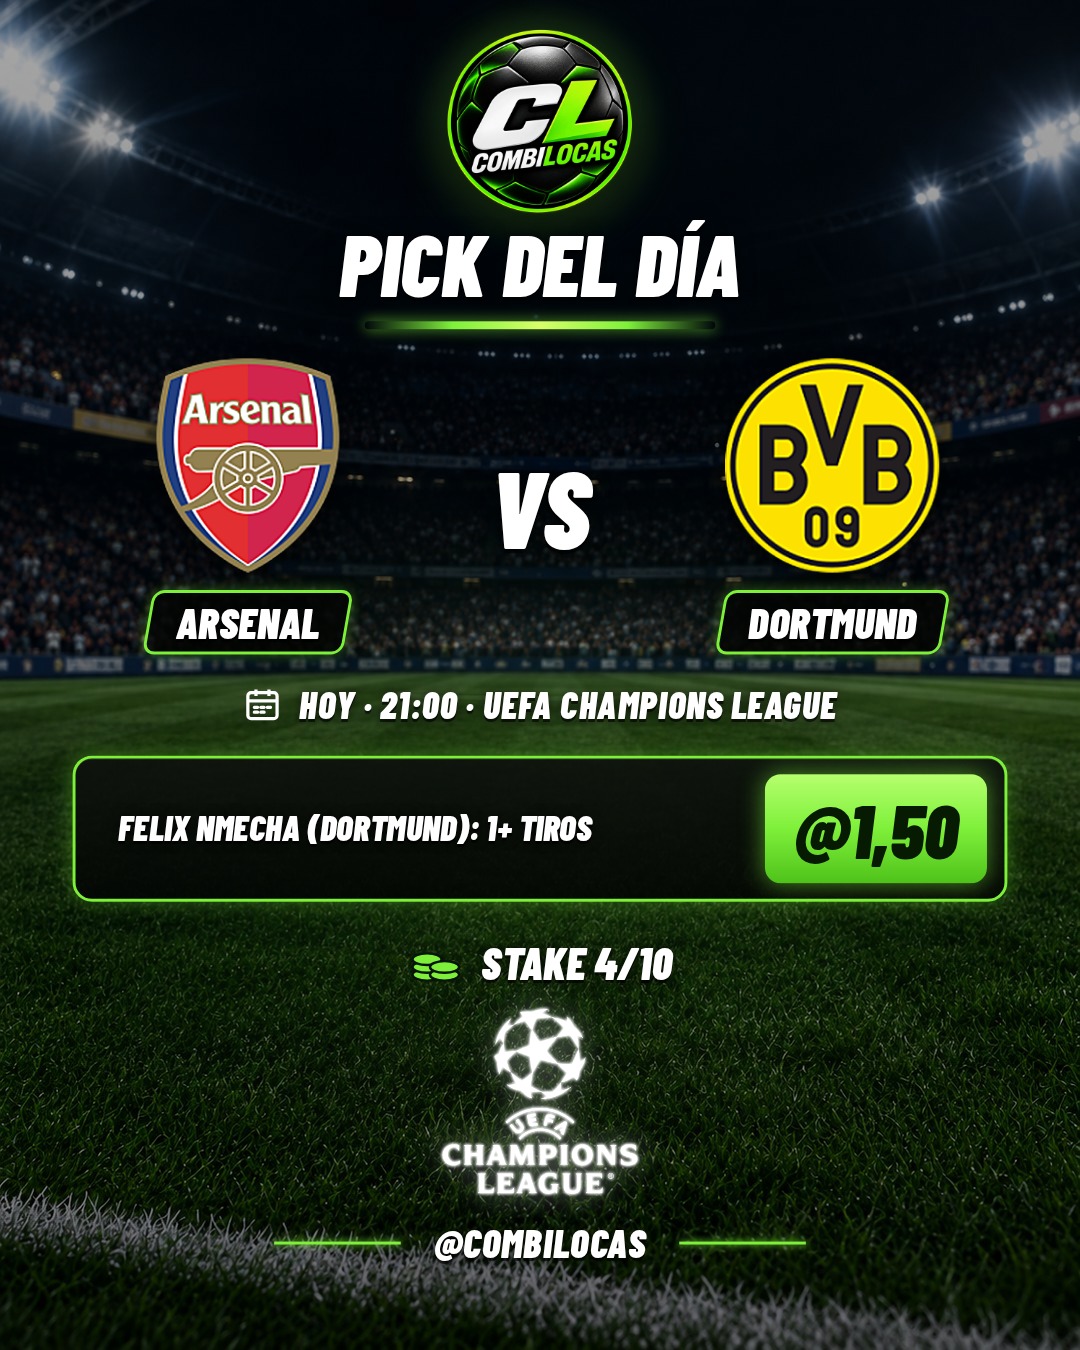 CL
COMBILOCAS
PICK DEL DÍA
Arsenal
VS
BVB
09
ARSENAL
DORTMUND
HOY · 21:00 · UEFA CHAMPIONS LEAGUE
FELIX NMECHA (DORTMUND): 1+ TIROS
@1,50
STAKE 4/10
UEFA
CHAMPIONS
LEAGUE®
@COMBILOCAS